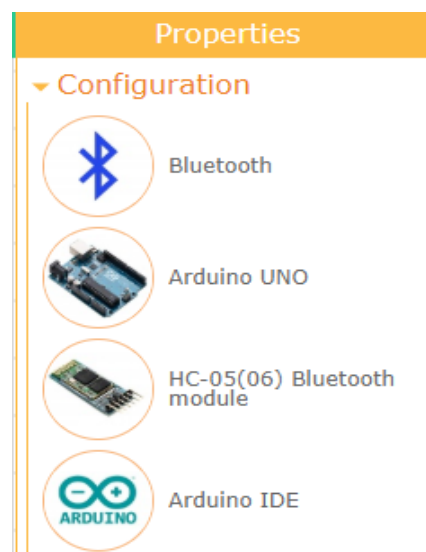 Properties
Configuration
Bluetooth
Arduino UNO
HC-05(06) Bluetooth
module
ARDUINO
Arduino IDE